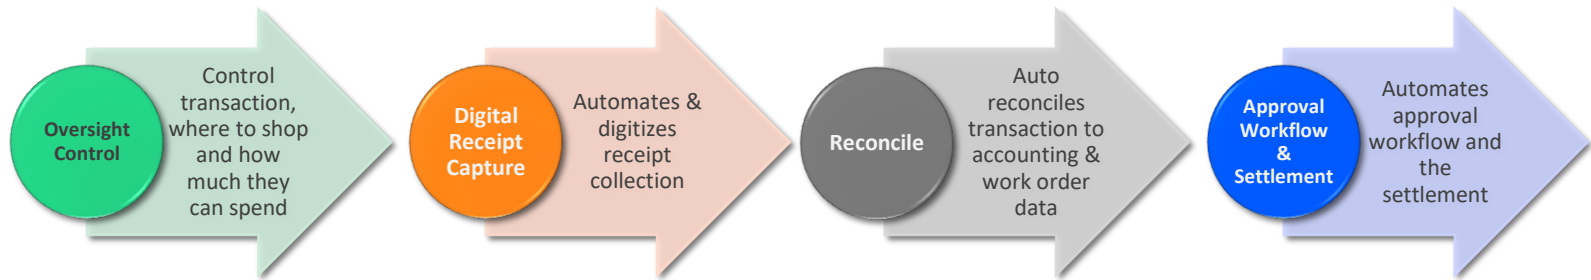 Oversight
Control
Control
transaction,
where to shop
and how
much they
can spend
Digital
Receipt
Capture
Automates &
digitizes
receipt
collection
Reconcile
Auto
reconciles
transaction to
accounting &
work order
data
Approval
Workflow
&
Settlement
Automates
approval
workflow and
the
settlement